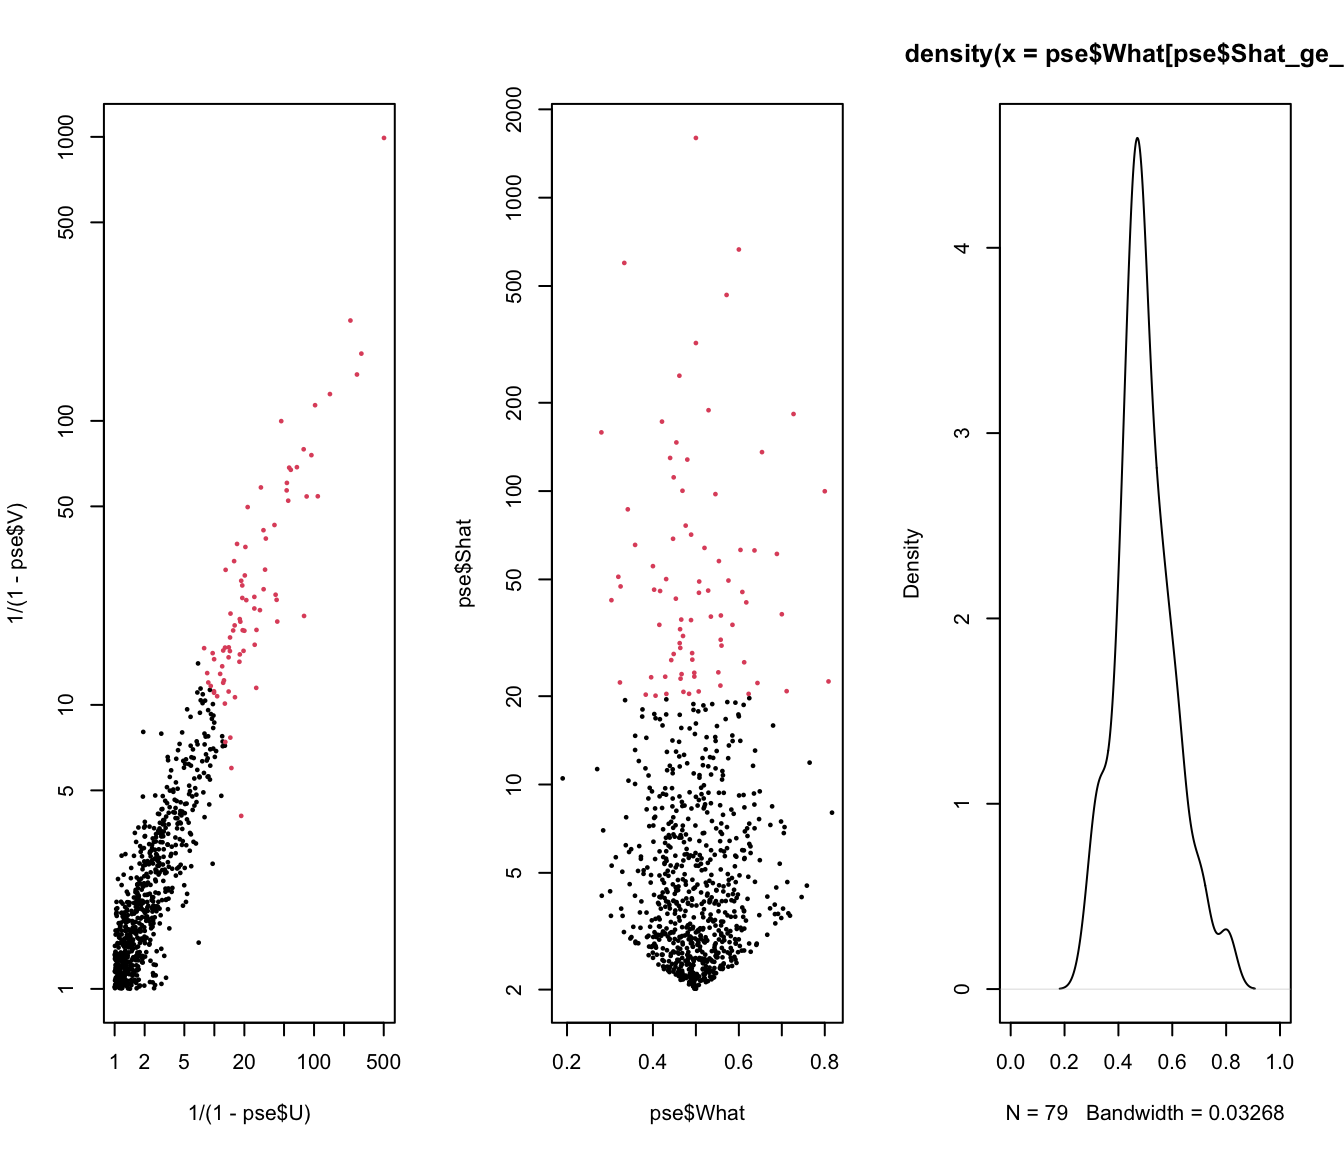 density(x = pse$What[pse$Shat_ge_
1/(1 - pse$V)
1000
500
100
50
10
5
1
1 2 5 20 100 500
1/(1 - pse$U)
pse$Shat
2000
1000
500
200
100
50
20
10
5
2
0.2 0.4 0.6 0.8
pse$What
Density
4
3
2
1
0
0.0 0.2 0.4 0.6 0.8 1.0
N = 79 Bandwidth = 0.03268